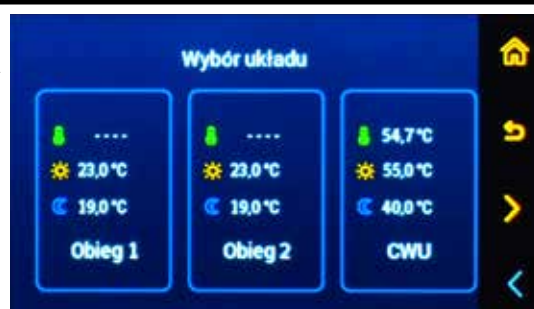 Wybór układu
---- ---- 54,7°C
23,0°C 23,0°C 55,0°C
19,0°C 19,0°C 40,0°C
Obieg 1 Obieg 2 CWU